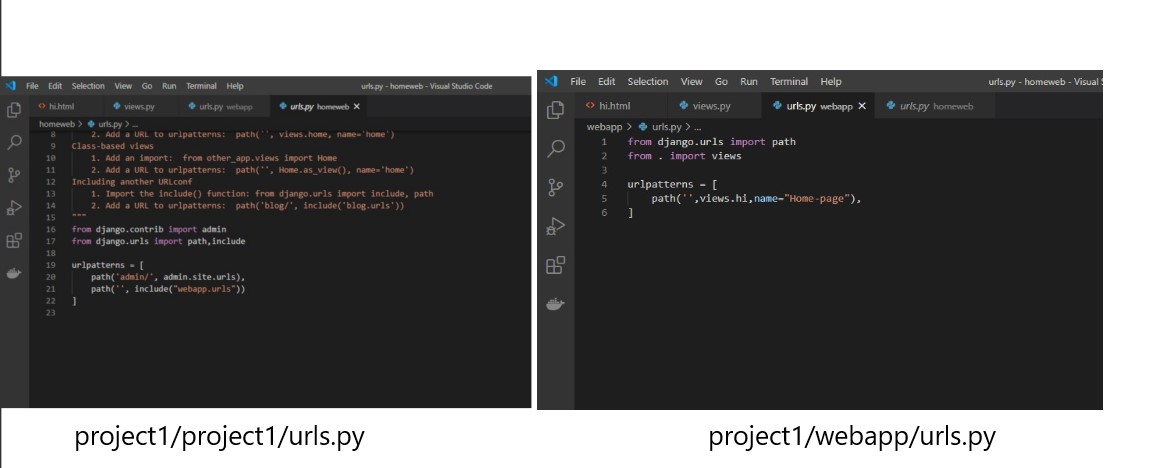 File Edit Selection View Go Run Terminal Help urls.py - homeweb - Visual Studio Code
hi.html views.py urls.py webapp urls.py homeweb
homeweb > urls.py > ...
8 2. Add a URL to urlpatterns: path('', views.home, name='home')
9 Class-based views
10 1. Add an import: from other_app.views import Home
11 2. Add a URL to urlpatterns: path('', Home.as_view(), name='home')
12 Including another URLconf
13 1. Import the include() function: from django.urls import include, path
14 2. Add a URL to urlpatterns: path('blog/', include('blog.urls'))
15 """
16 from django.contrib import admin
17 from django.urls import path,include
18
19 urlpatterns = [
20 path('admin/', admin.site.urls),
21 path('', include("webapp.urls"))
22 ]
23
project1/project1/urls.py
File Edit Selection View Go Run Terminal Help urls.py - homeweb - Visual
hi.html views.py urls.py webapp urls.py homeweb
webapp > urls.py > ...
1 from django.urls import path
2 from . import views
3
4 urlpatterns = [
5 path('',views.hi,name="Home-page"),
6 ]
project1/webapp/urls.py